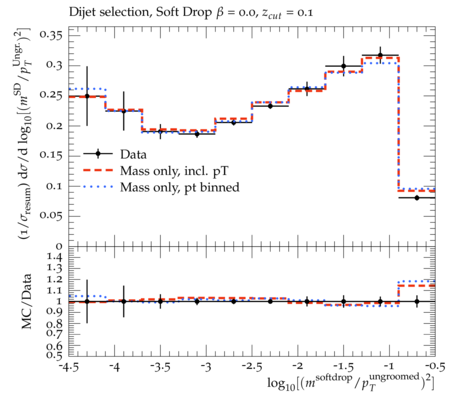 Dijet selection, Soft Drop β = 0.0, z_cut = 0.1
(1/σ_resum) dσ/d log₁₀[(m^SD/p_T^Ungr.)²]
0.35
0.3
0.25
0.2
0.15
0.1
0.05
0
Data
Mass only, incl. pT
Mass only, pt binned
MC/Data
1.4
1.3
1.2
1.1
1.0
0.9
0.8
0.7
0.6
0.5
-4.5 -4 -3.5 -3 -2.5 -2 -1.5 -1 -0.5
log₁₀[(m^softdrop/p_T^ungroomed)²]